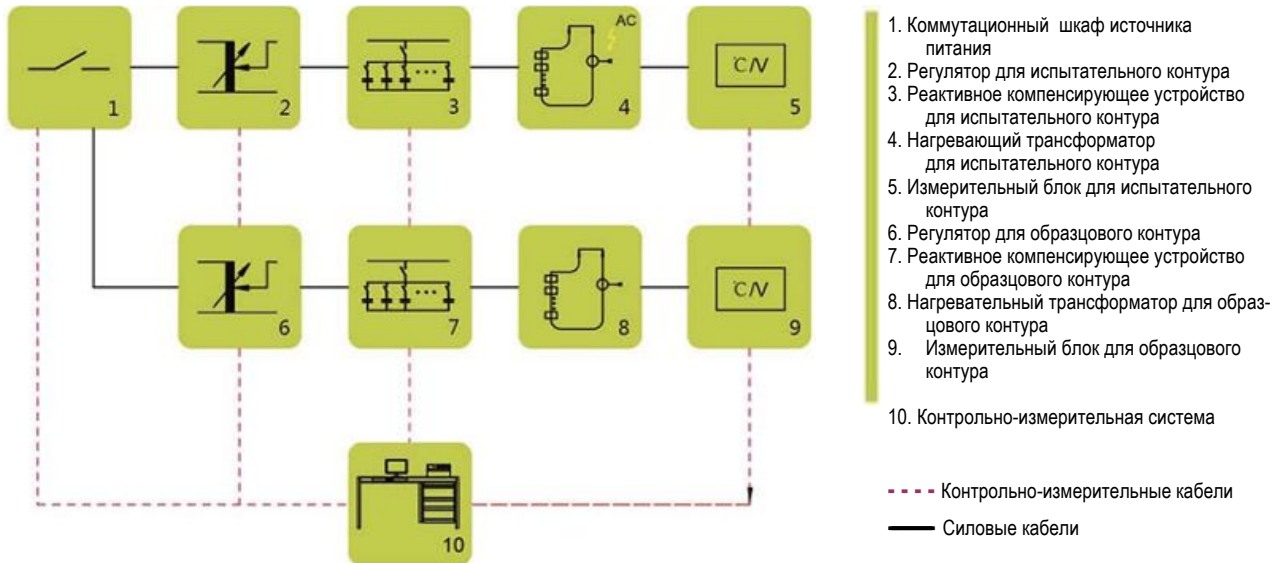 AC
℃/V
1
2
3
4
5
℃/V
6
7
8
9
10
1. Коммутационный шкаф источника
питания
2. Регулятор для испытательного контура
3. Реактивное компенсирующее устройство
для испытательного контура
4. Нагревающий трансформатор
для испытательного контура
5. Измерительный блок для испытательного
контура
6. Регулятор для образцового контура
7. Реактивное компенсирующее устройство
для образцового контура
8. Нагревательный трансформатор для образ-
цового контура
9. Измерительный блок для образцового
контура
10. Контрольно-измерительная система
Контрольно-измерительные кабели
Силовые кабели